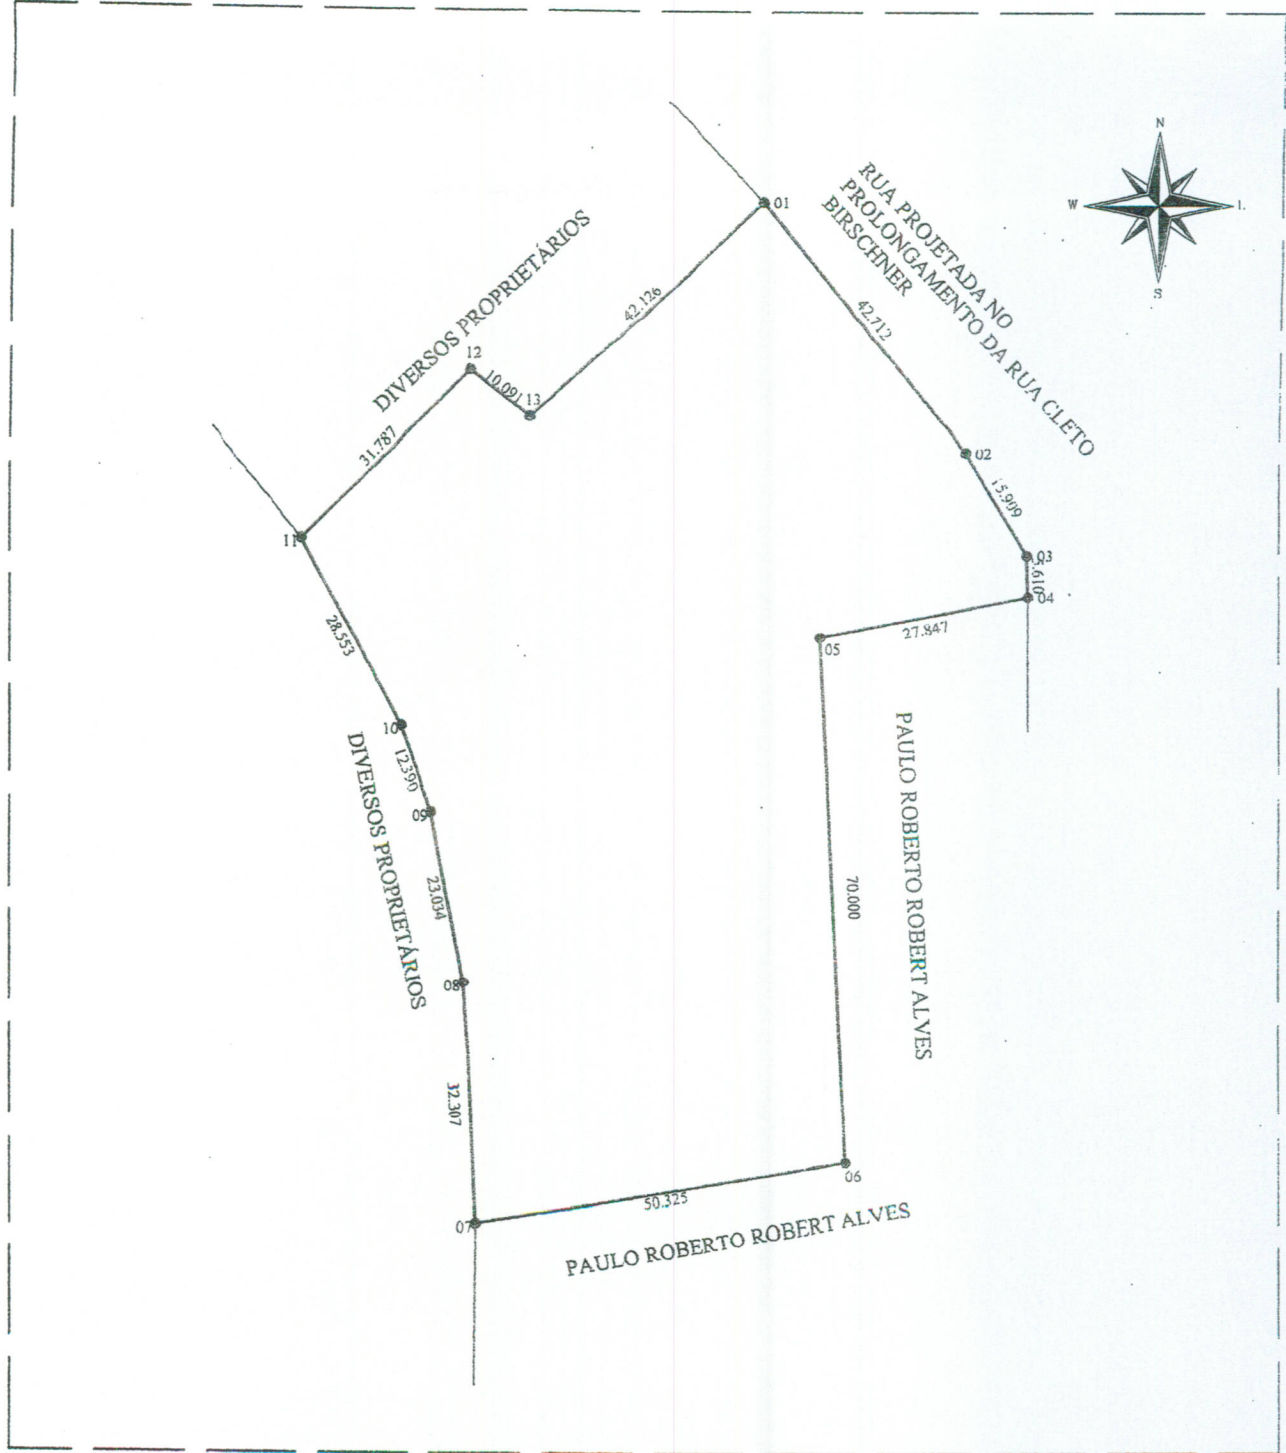 N
W
S
01
RUA PROJETADA NO
PROLONGAMENTO DA RUA CLETO
BIRSCHNER
DIVERSOS PROPRIETÁRIOS
42.126
42.712
12
10.091
13
31.787
02
15.909
11
03
04
27.847
05
28.553
10
12.390
09
DIVERSOS PROPRIETÁRIOS
PAULO ROBERTO ROBERT ALVES
23.034
70.000
08
32.307
06
50.325
07
PAULO ROBERTO ROBERT ALVES